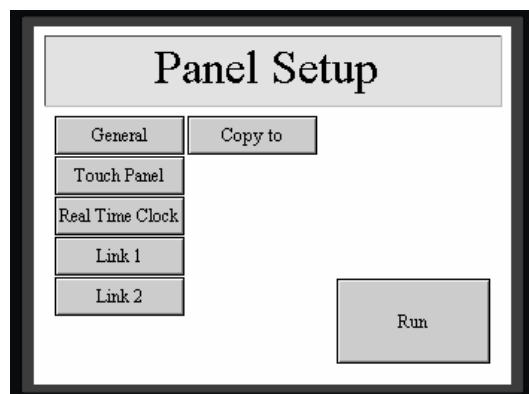 Panel Setup
General
Copy to
Touch Panel
Real Time Clock
Link 1
Link 2
Run